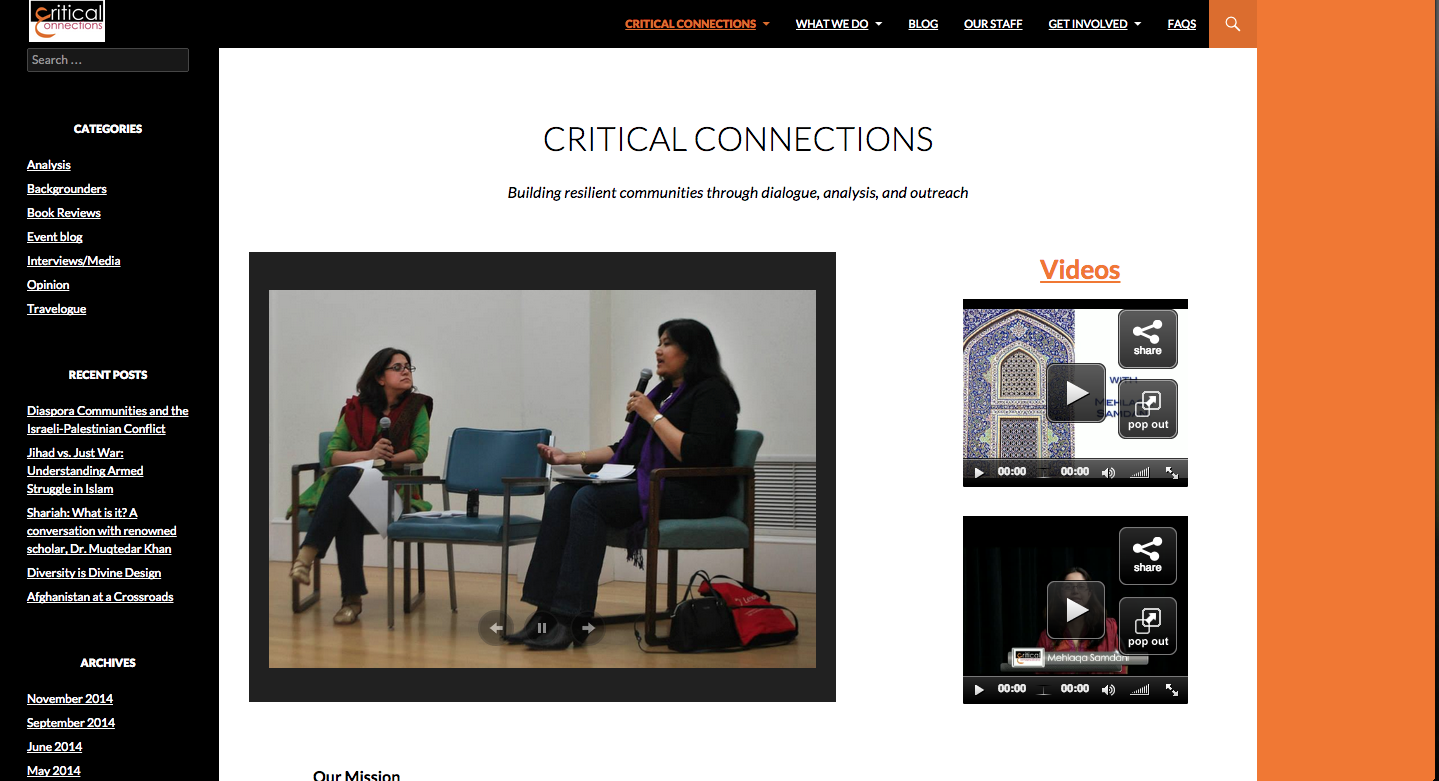 Critical
Connections
CRITICAL CONNECTIONS
WHAT WE DO
BLOG
OUR STAFF
GET INVOLVED
FAQS
Search …
CATEGORIES
Analysis
Backgrounders
Book Reviews
Event blog
Interviews/Media
Opinion
Travelogue
RECENT POSTS
Diaspora Communities and the
Israeli-Palestinian Conflict
Jihad vs. Just War:
Understanding Armed
Struggle in Islam
Shariah: What is it? A
conversation with renowned
scholar, Dr. Muqtedar Khan
Diversity is Divine Design
Afghanistan at a Crossroads
ARCHIVES
November 2014
September 2014
June 2014
May 2014
CRITICAL CONNECTIONS
Building resilient communities through dialogue, analysis, and outreach
Videos
share
WITH
pop out
00:00
00:00
share
pop out
Critical
Mehlaqa Samdani
00:00
00:00
Our Mission